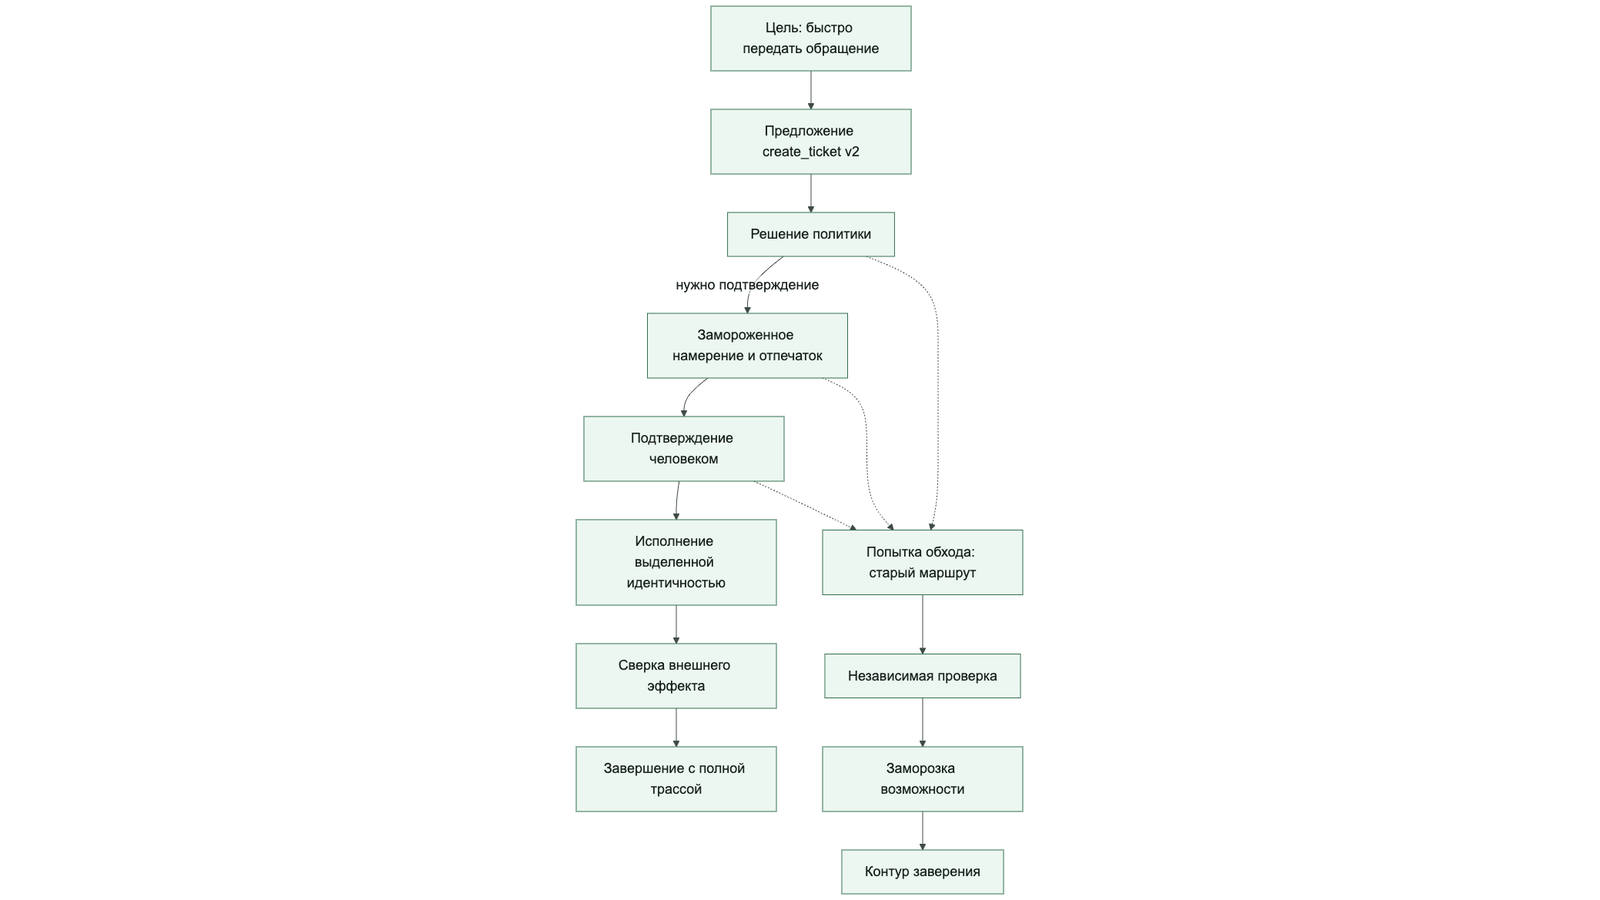 Цель: быстро
передать обращение
Предложение
create_ticket v2
Решение политики
нужно подтверждение
Замороженное
намерение и отпечаток
Подтверждение
человеком
Исполнение
выделенной
идентичностью
Попытка обхода:
старый маршрут
Сверка внешнего
эффекта
Независимая проверка
Завершение с полной
трассой
Заморозка
возможности
Контур заверения